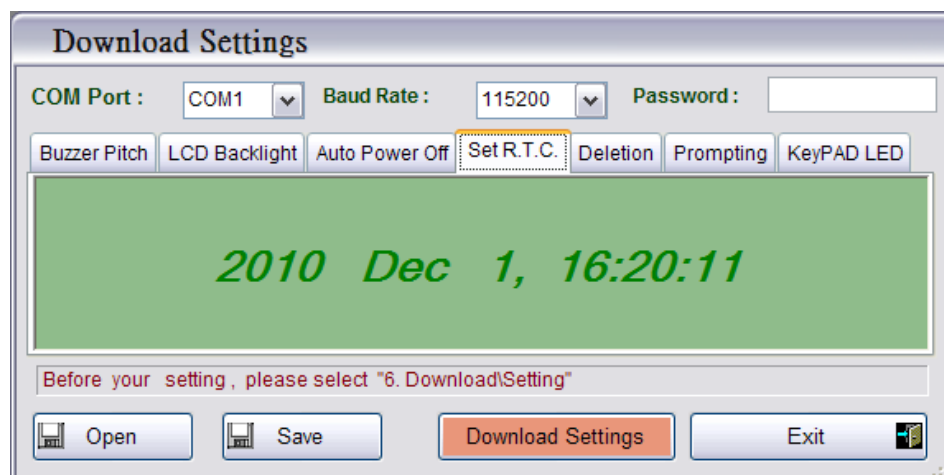 Download Settings
COM Port : COM1 Baud Rate : 115200 Password :
Buzzer Pitch LCD Backlight Auto Power Off Set R.T.C. Deletion Prompting KeyPAD LED
2010 Dec 1, 16:20:11
Before your setting , please select "6. Download\Setting"
Open Save Download Settings Exit